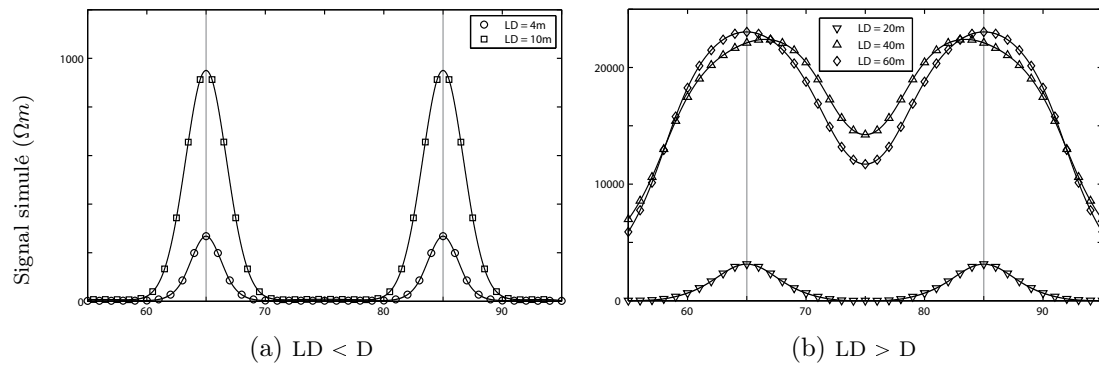 Signal simulé (Ωm)
1000
0
60
70
80
90
LD = 4m
LD = 10m
(a) LD < D
20000
10000
0
60
70
80
90
LD = 20m
LD = 40m
LD = 60m
(b) LD > D